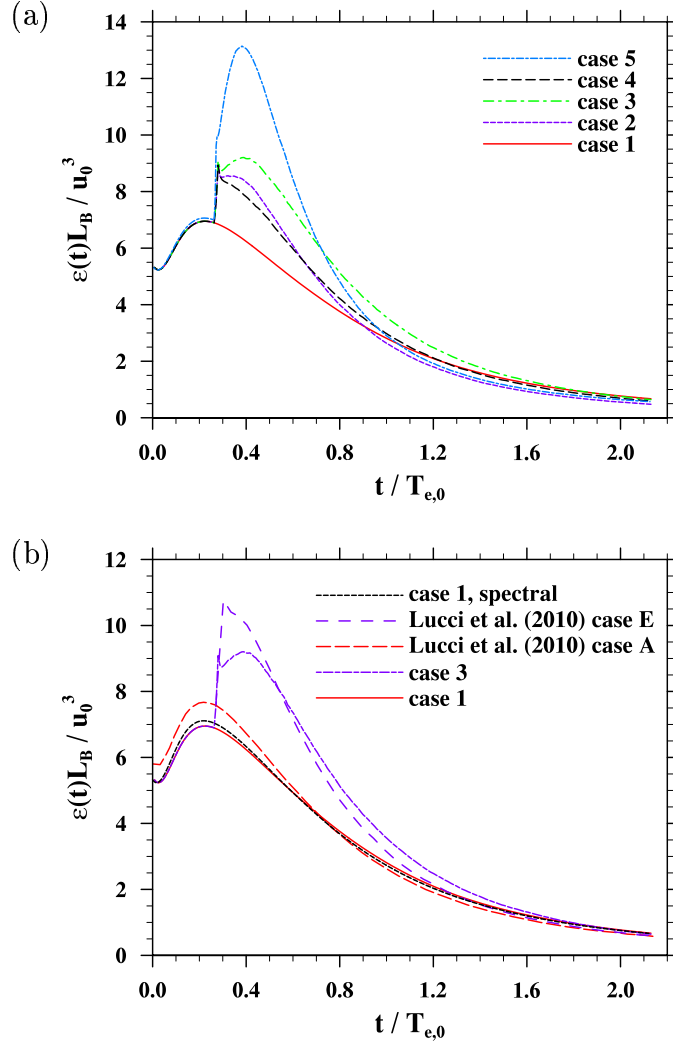 (a)
14
12
10
8
6
4
2
0
ε(t)L_B / u_0^3
case 5
case 4
case 3
case 2
case 1
0.0 0.4 0.8 1.2 1.6 2.0
t / T_e,0
(b)
12
10
8
6
4
2
0
ε(t)L_B / u_0^3
case 1, spectral
Lucci et al. (2010) case E
Lucci et al. (2010) case A
case 3
case 1
0.0 0.4 0.8 1.2 1.6 2.0
t / T_e,0